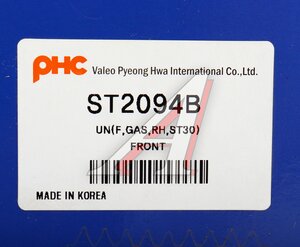 PHC Valeo Pyeong Hwa International Co.,Ltd.
ST2094B
UN(F,GAS,RH,ST30)
FRONT
MADE IN KOREA